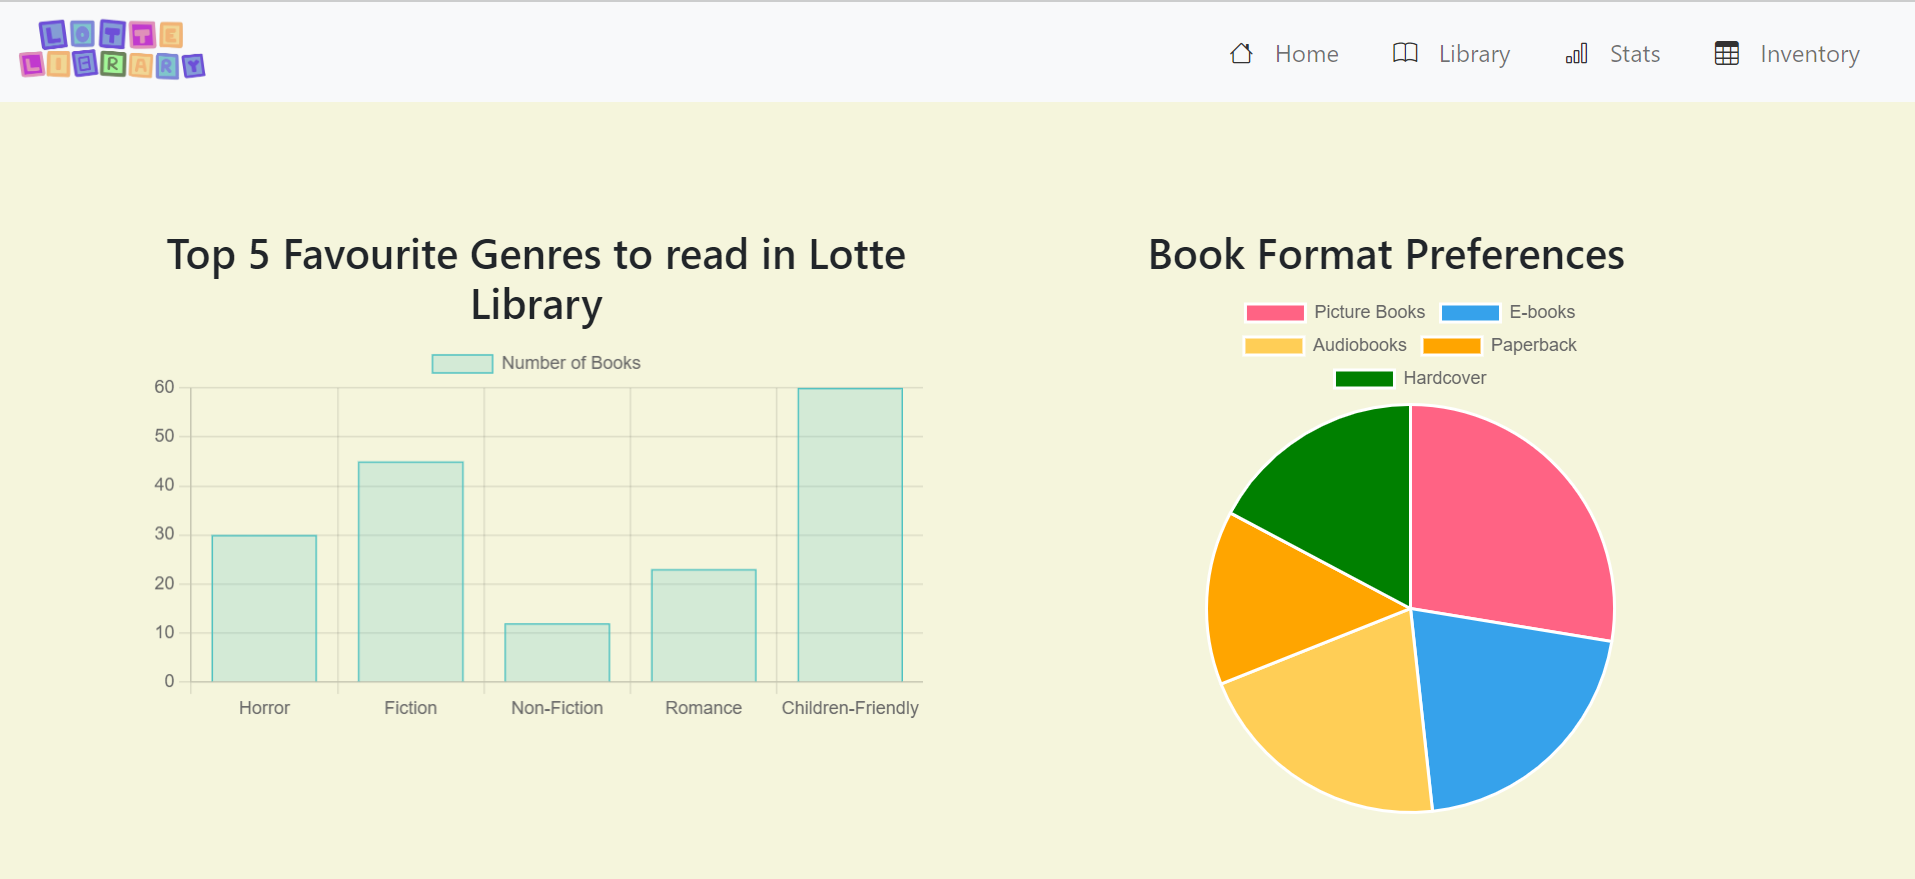 LOTTE
LIBRARY
Home Library Stats Inventory
Top 5 Favourite Genres to read in Lotte
Library
Number of Books
60
50
40
30
20
10
0
Horror Fiction Non-Fiction Romance Children-Friendly
Book Format Preferences
Picture Books E-books
Audiobooks Paperback
Hardcover